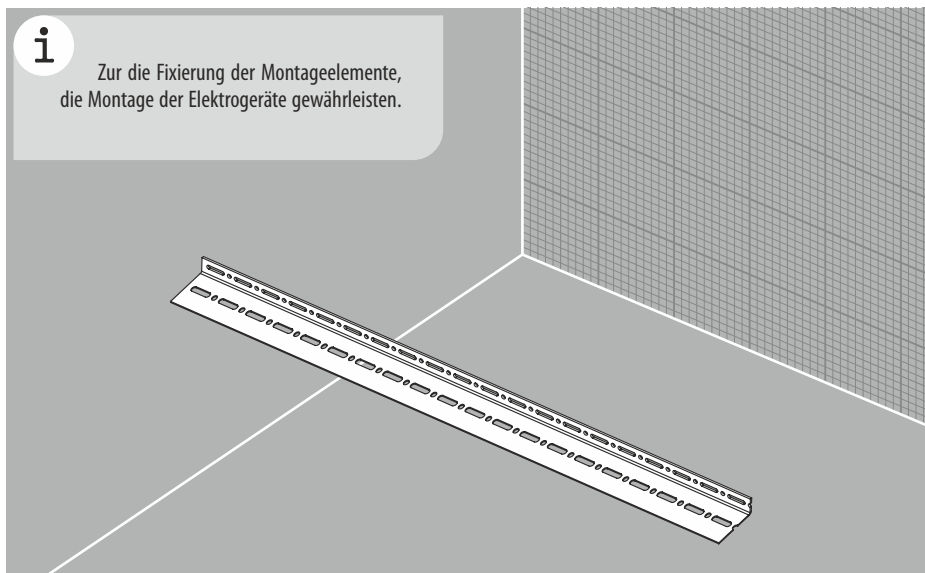 i
Zur die Fixierung der Montageelemente,
die Montage der Elektrogeräte gewährleisten.